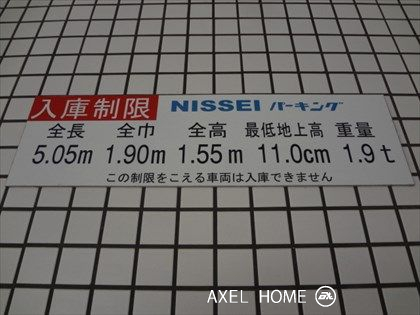 入庫制限 NISSEI パーキング
全長 全巾 全高 最低地上高 重量
5.05m 1.90m 1.55m 11.0cm 1.9t
この制限をこえる車両は入庫できません
AXEL HOME